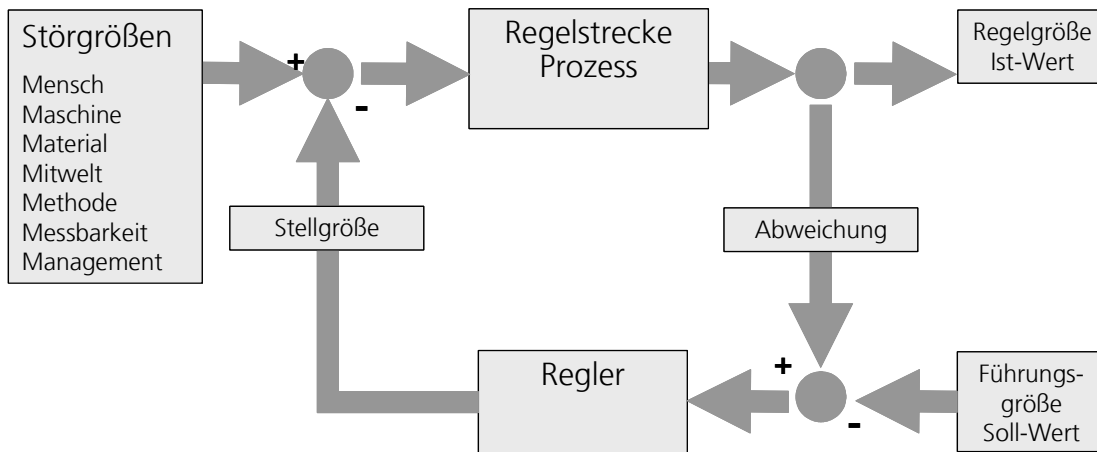 Störgrößen
Mensch
Maschine
Material
Mitwelt
Methode
Messbarkeit
Management
+
-
Regelstrecke
Prozess
Regelgröße
Ist-Wert
Stellgröße
Abweichung
Regler
+
-
Führungs-
größe
Soll-Wert